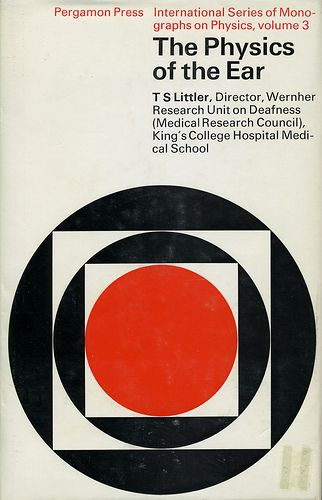 Pergamon Press
International Series of Mono-
graphs on Physics, volume 3
The Physics
of the Ear
T S Littler, Director, Wernher
Research Unit on Deafness
(Medical Research Council),
King's College Hospital Medi-
cal School